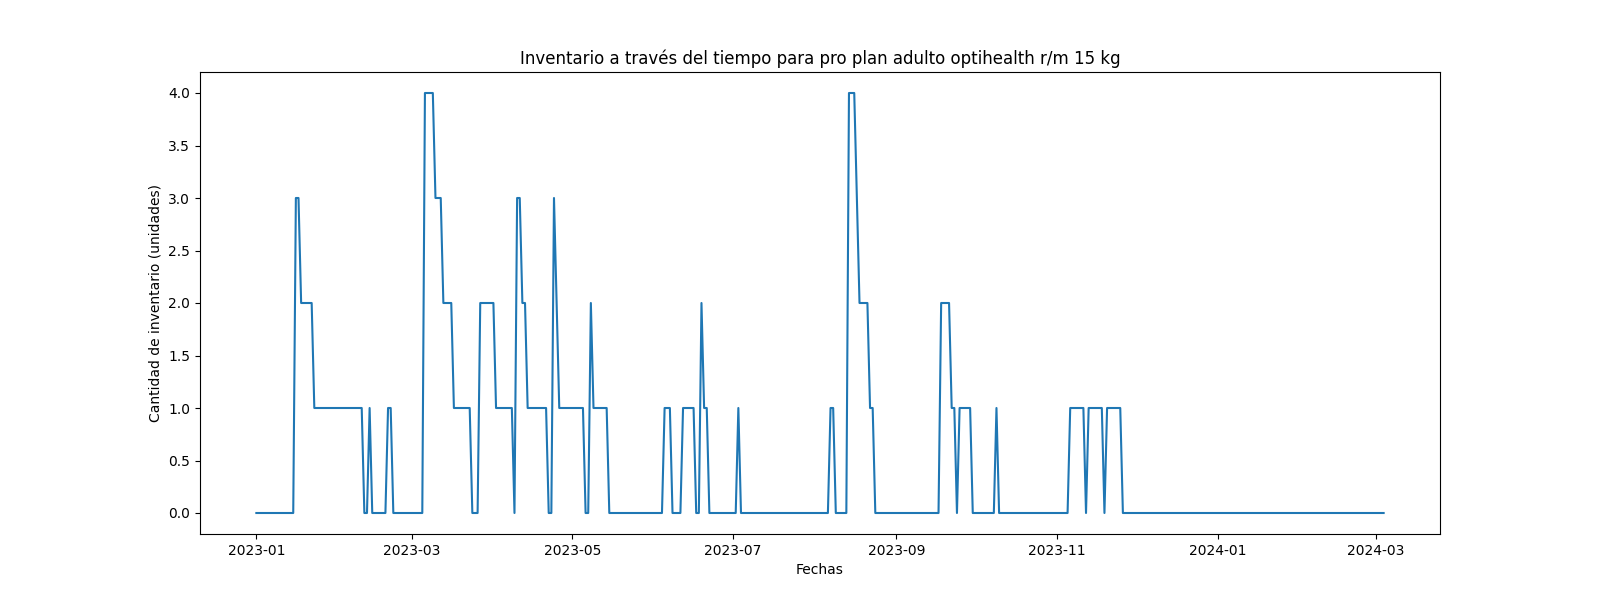 Inventario a través del tiempo para pro plan adulto optihealth r/m 15 kg
Cantidad de inventario (unidades)
4.0
3.5
3.0
2.5
2.0
1.5
1.0
0.5
0.0
2023-01 2023-03 2023-05 2023-07 2023-09 2023-11 2024-01 2024-03
Fechas